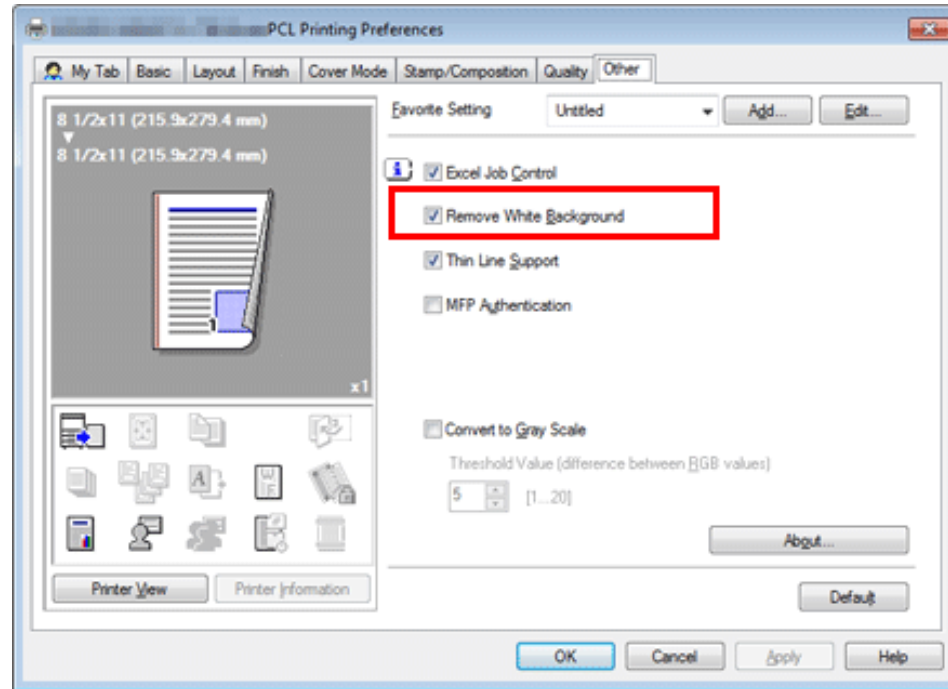 PCL Printing Preferences
My Tab Basic Layout Finish Cover Mode Stamp/Composition Quality Other
8 1/2x11 (215.9x279.4 mm)
8 1/2x11 (215.9x279.4 mm)
1
x1
Favorite Setting Untitled Add... Edit...
Excel Job Control
Remove White Background
Thin Line Support
MFP Authentication
Convert to Gray Scale
Threshold Value (difference between RGB values)
5 [1...20]
About...
Printer View Printer Information
Default
OK Cancel Apply Help